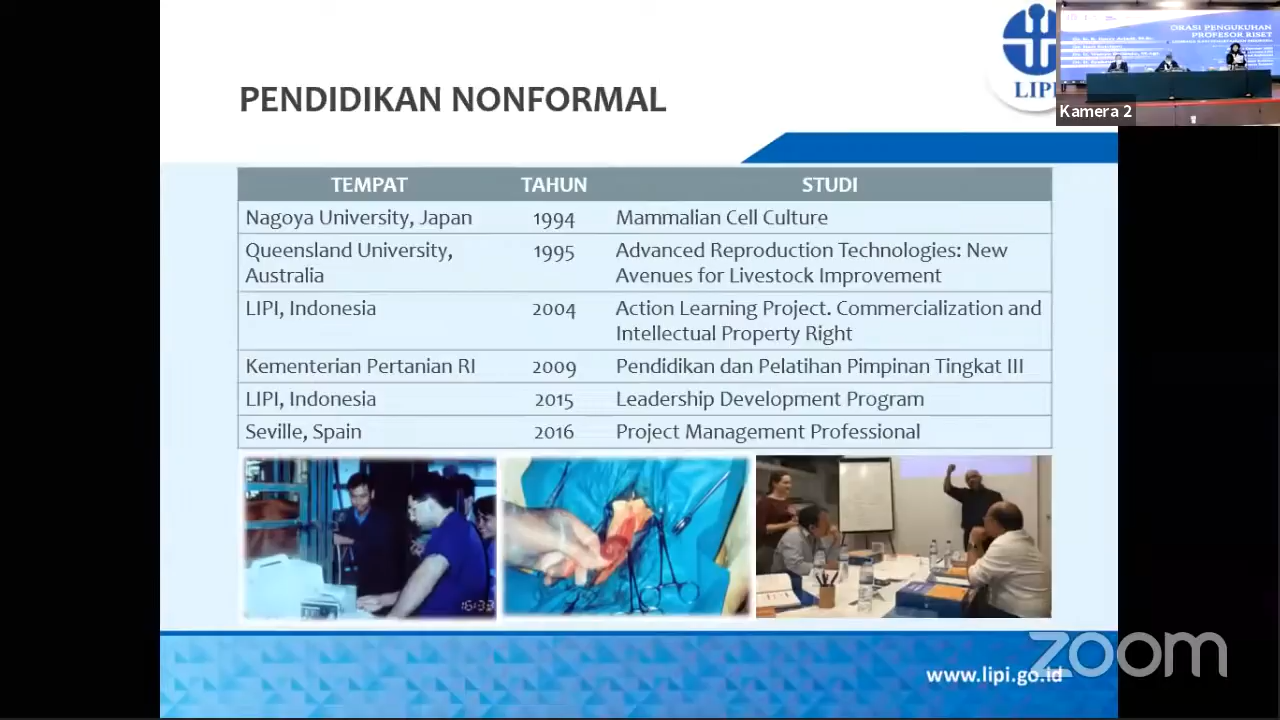 PENDIDIKAN NONFORMAL
LIPI
ORASI PENGUKUHAN
PROFESOR RISET
Kamera 2
TEMPAT TAHUN STUDI
Nagoya University, Japan 1994 Mammalian Cell Culture
Queensland University, 1995 Advanced Reproduction Technologies: New
Australia Avenues for Livestock Improvement
LIPI, Indonesia 2004 Action Learning Project. Commercialization and
Intellectual Property Right
Kementerian Pertanian RI 2009 Pendidikan dan Pelatihan Pimpinan Tingkat III
LIPI, Indonesia 2015 Leadership Development Program
Seville, Spain 2016 Project Management Professional
www.lipi.go.id
zoom